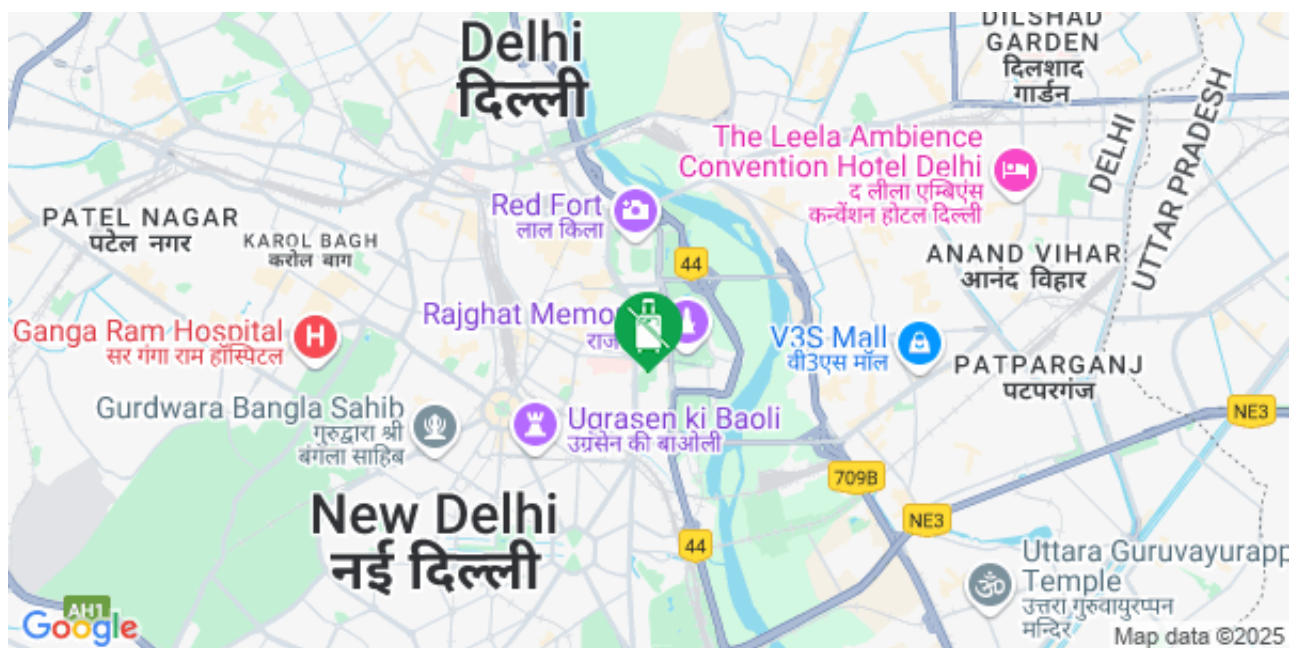 Delhi
दिल्ली
DILSHAD
GARDEN
दिलशाद
गार्डन
The Leela Ambience
Convention Hotel Delhi
द लीला एम्बिएंस
कन्वेंशन होटल दिल्ली
DELHI
UTTAR PRADESH
Red Fort
लाल किला
PATEL NAGAR
पटेल नगर
KAROL BAGH
करोल बाग
44
ANAND VIHAR
आनंद विहार
Rajghat Memo
राज
Ganga Ram Hospital
सर गंगा राम हॉस्पिटल
H
V3S Mall
वी3एस मॉल
PATPARGANJ
पटपरगंज
Gurdwara Bangla Sahib
गुरुद्वारा श्री
बंगला साहिब
Ugrasen ki Baoli
उग्रसेन की बाओली
NE3
709B
New Delhi
नई दिल्ली
NE3
44
Uttara Guruvayurapp
Temple
उत्तरा गुरुवायुरप्पन
मन्दिर
AH1
Google
Map data ©2025